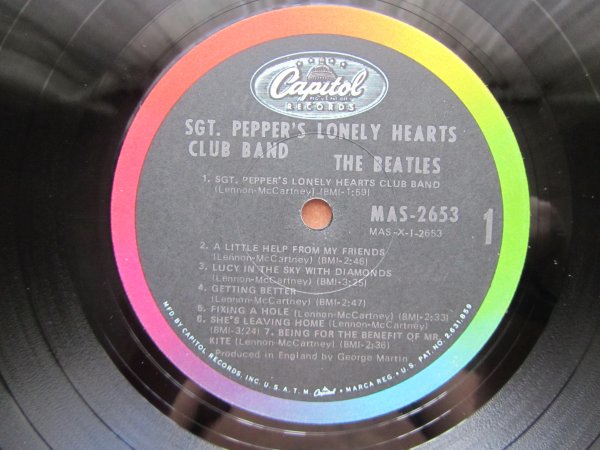 Capitol
RECORDS
SGT. PEPPER'S LONELY HEARTS
CLUB BAND THE BEATLES
1. SGT. PEPPER'S LONELY HEARTS CLUB BAND
(Lennon-McCartney) (BMI-1:59)
MAS-2653
MAS-X-1-2653
1
2. A LITTLE HELP FROM MY FRIENDS
(Lennon-McCartney) (BMI-2:46)
3. LUCY IN THE SKY WITH DIAMONDS
(Lennon-McCartney) (BMI-3:25)
4. GETTING BETTER
(Lennon-McCartney) (BMI-2:47)
5. FIXING A HOLE (Lennon-McCartney) (BMI-2:33)
6. SHE'S LEAVING HOME (Lennon-McCartney)
(BMI-3:24) 7. BEING FOR THE BENEFIT OF MR.
KITE (Lennon-McCartney) (BMI-2:36)
Produced in England by George Martin
MFD. BY CAPITOL RECORDS, INC. U.S.A. T.M. Capitol MARCA REG. • U.S. PAT. NO. 2,631,859